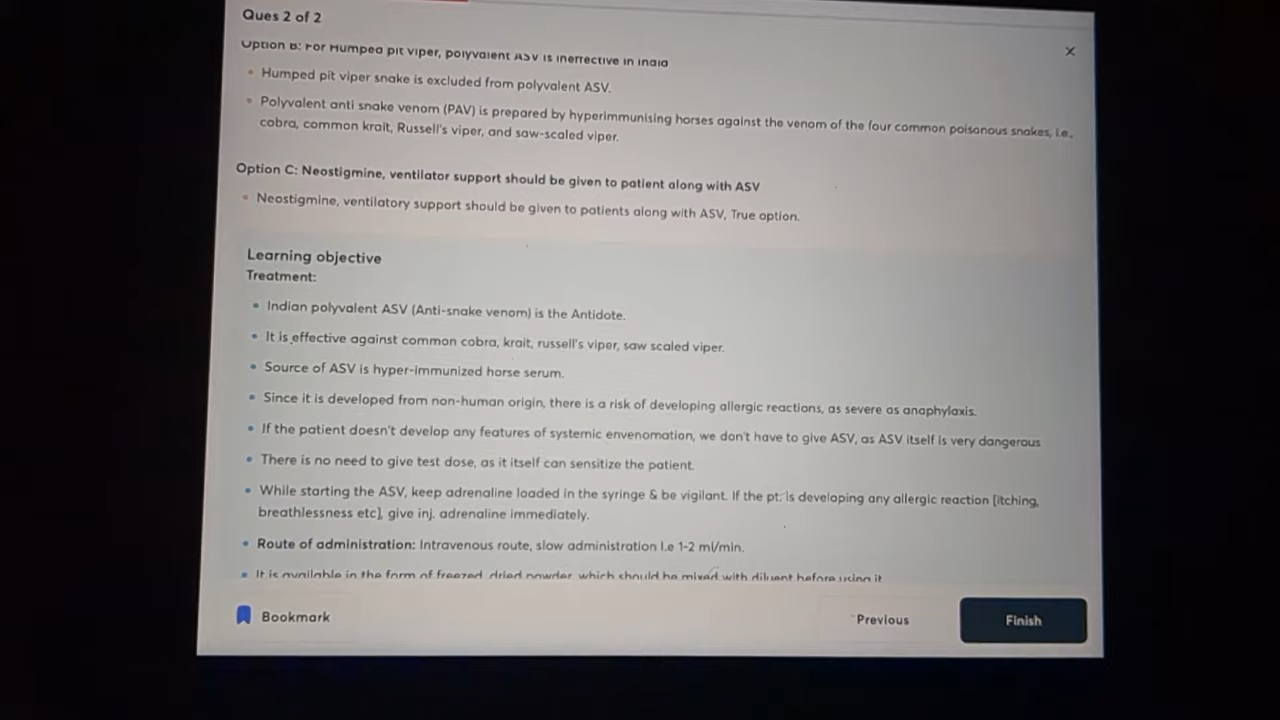 Ques 2 of 2
Option B: For Humped pit viper, polyvalent ASV is ineffective in India
• Humped pit viper snake is excluded from polyvalent ASV.
• Polyvalent anti snake venom (PAV) is prepared by hyperimmunising horses against the venom of the four common poisonous snakes, i.e.,
cobra, common krait, Russell's viper, and saw-scaled viper.
Option C: Neostigmine, ventilator support should be given to patient along with ASV
• Neostigmine, ventilatory support should be given to patients along with ASV, True option.
Learning objective
Treatment:
• Indian polyvalent ASV (Anti-snake venom) is the Antidote.
• It is effective against common cobra, krait, russell's viper, saw scaled viper.
• Source of ASV is hyper-immunized horse serum.
• Since it is developed from non-human origin, there is a risk of developing allergic reactions, as severe as anaphylaxis.
• If the patient doesn't develop any features of systemic envenomation, we don't have to give ASV, as ASV itself is very dangerous
• There is no need to give test dose, as it itself can sensitize the patient.
• While starting the ASV, keep adrenaline loaded in the syringe & be vigilant. If the pt. is developing any allergic reaction [itching,
breathlessness etc], give inj. adrenaline immediately.
• Route of administration: Intravenous route, slow administration I.e 1-2 ml/min.
• It is available in the form of freezed dried powder, which should be mixed with diluent before using it
Bookmark
Previous
Finish